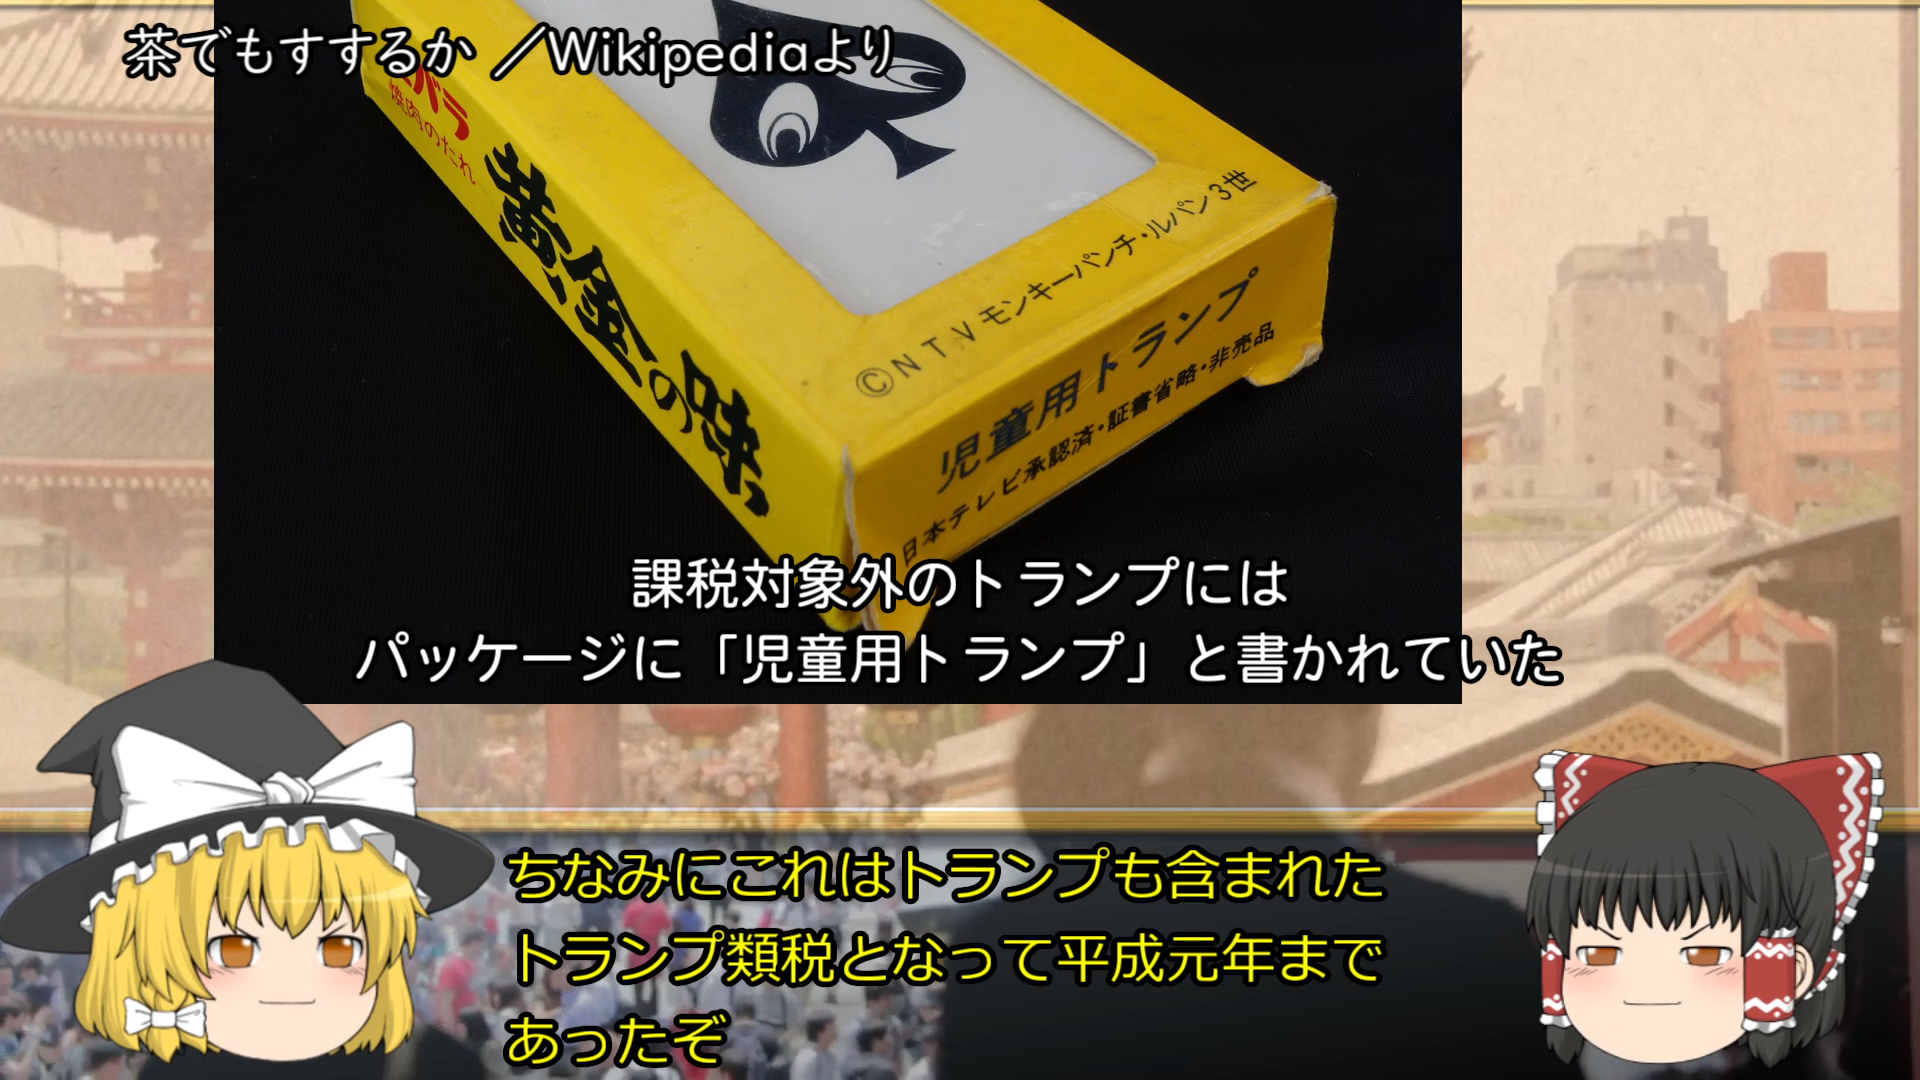 茶でもすするか ／Wikipediaより
バラ
焼肉のたれ
黄金の味
©NTV モンキーパンチ・ルパン3世
児童用トランプ
日本テレビ承認済・証書省略・非売品
課税対象外のトランプには
パッケージに「児童用トランプ」と書かれていた
ちなみにこれはトランプも含まれた
トランプ類税となって平成元年まで
あったぞ